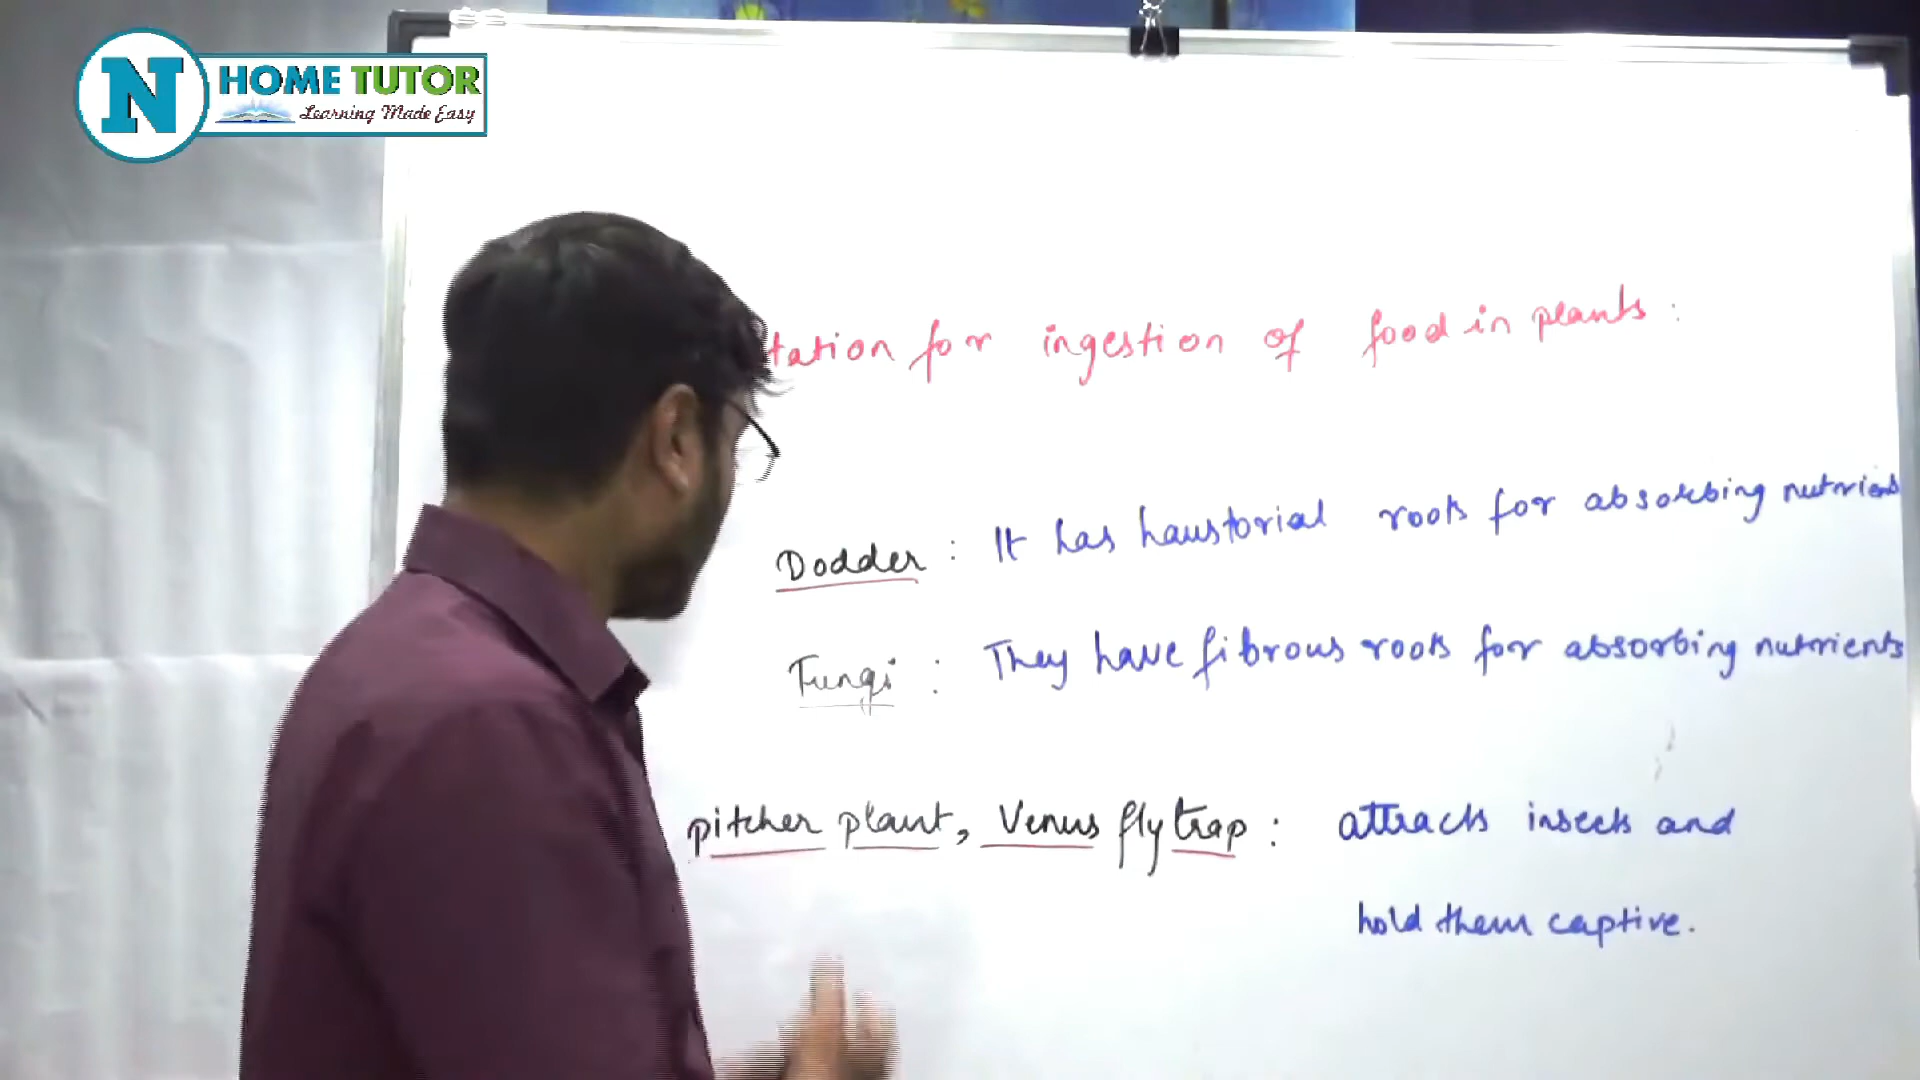 N HOME TUTOR
Learning Made Easy
tation for ingestion of food in plants :
Dodder : It has haustorial roots for absorbing nutrients
Fungi : They have fibrous roots for absorbing nutrients
pitcher plant, Venus fly trap : attracts insects and
hold them captive.